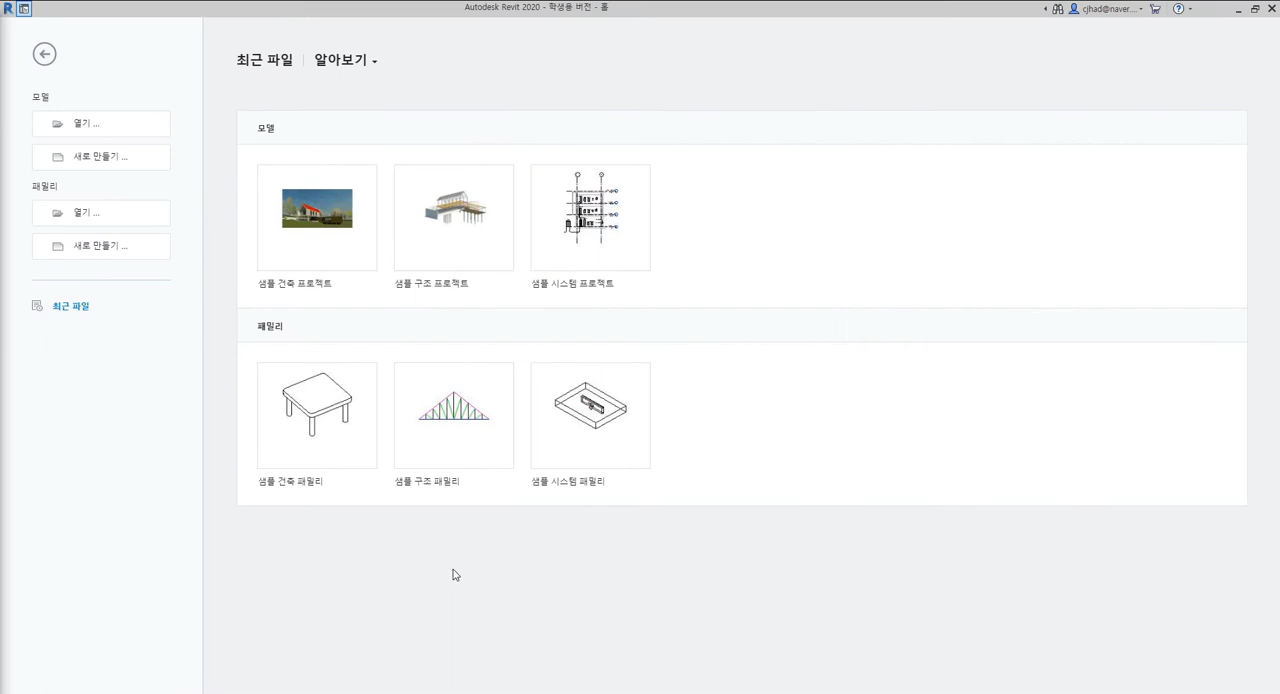 Autodesk Revit 2020 - 학생용 버전 - 홈
cjhad@naver....
최근 파일
알아보기
모델
열기 ...
새로 만들기 ...
패밀리
열기 ...
새로 만들기 ...
최근 파일
모델
샘플 건축 프로젝트
샘플 구조 프로젝트
샘플 시스템 프로젝트
패밀리
샘플 건축 패밀리
샘플 구조 패밀리
샘플 시스템 패밀리